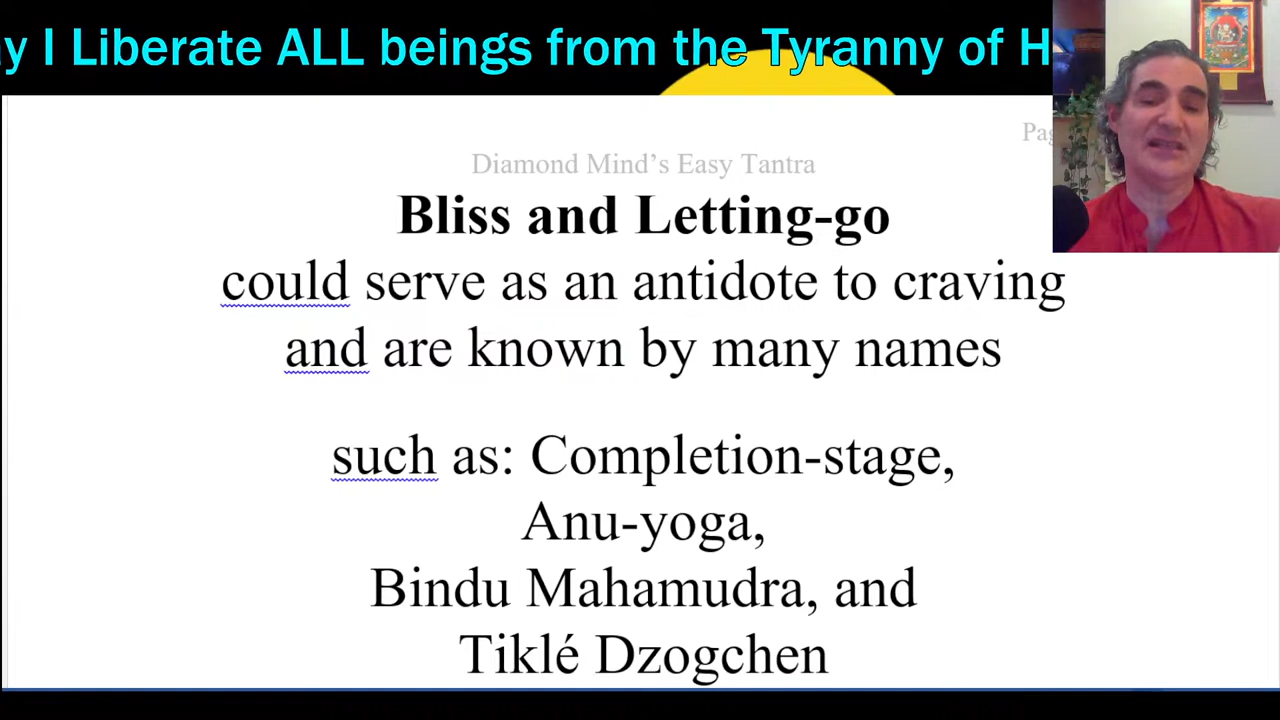 I Liberate ALL beings from the Tyranny of
Diamond Mind's Easy Tantra
Bliss and Letting-go
could serve as an antidote to craving
and are known by many names
such as: Completion-stage,
Anu-yoga,
Bindu Mahamudra, and
Tiklé Dzogchen